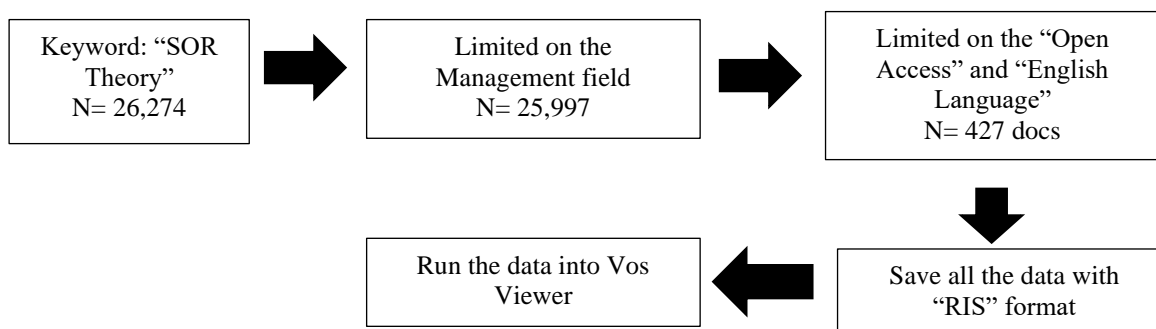 Keyword: “SOR
Theory”
N= 26,274
Limited on the
Management field
N= 25,997
Limited on the “Open
Access” and “English
Language”
N= 427 docs
Save all the data with
“RIS” format
Run the data into Vos
Viewer